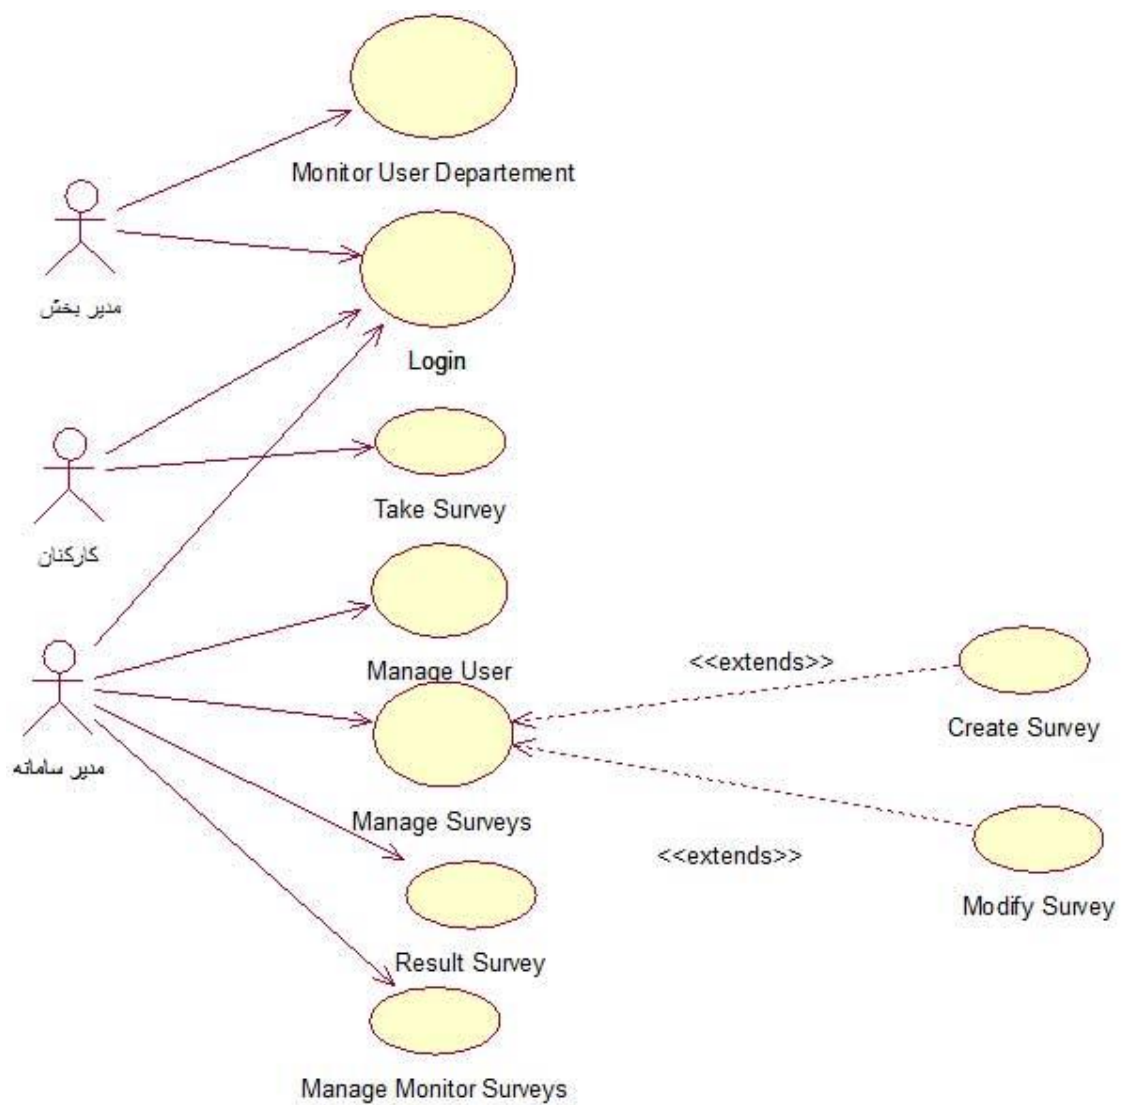 Monitor User Departement
مدیر بخش
Login
Take Survey
کارکنان
Manage User
<<extends>>
Create Survey
مدیر سامانه
Manage Surveys
<<extends>>
Modify Survey
Result Survey
Manage Monitor Surveys